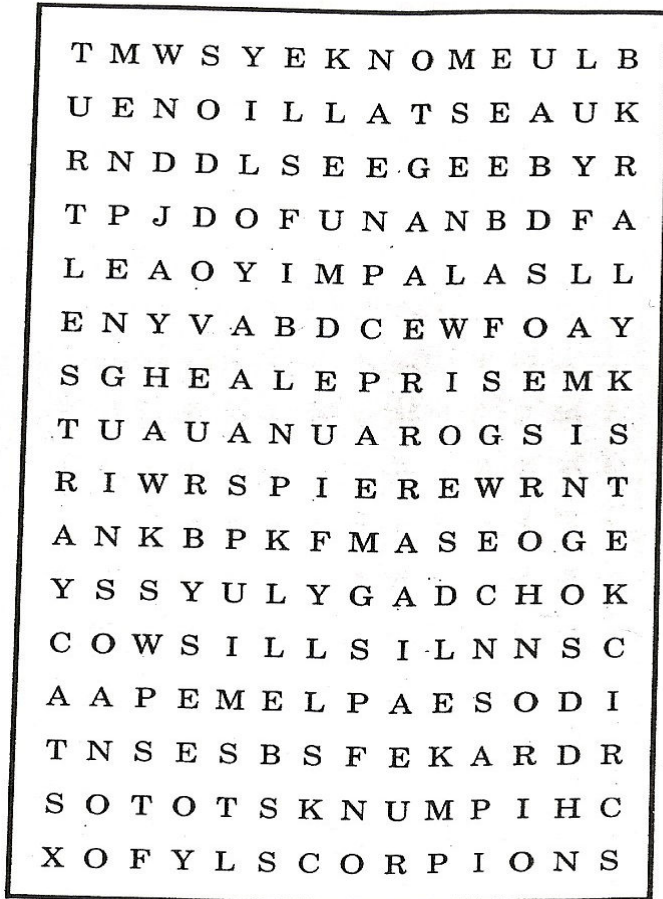 T M W S Y E K N O M E U L B
U E N O I L L A T S E A U K
R N D D L S E E G E E B Y R
T P J D O F U N A N B D F A
L E A O Y I M P A L A S L L
E N Y V A B D C E W F O A Y
S G H E A L E P R I S E M K
T U A U A N U A R O G S I S
R I W R S P I E R E W R N T
A N K B P K F M A S E O G E
Y S S Y U L Y G A D C H O K
C O W S I L L S I L N N S C
A A P E M E L P A E S O D I
T N S E S B S F E K A R D R
S O T O T S K N U M P I H C
X O F Y L S C O R P I O N S